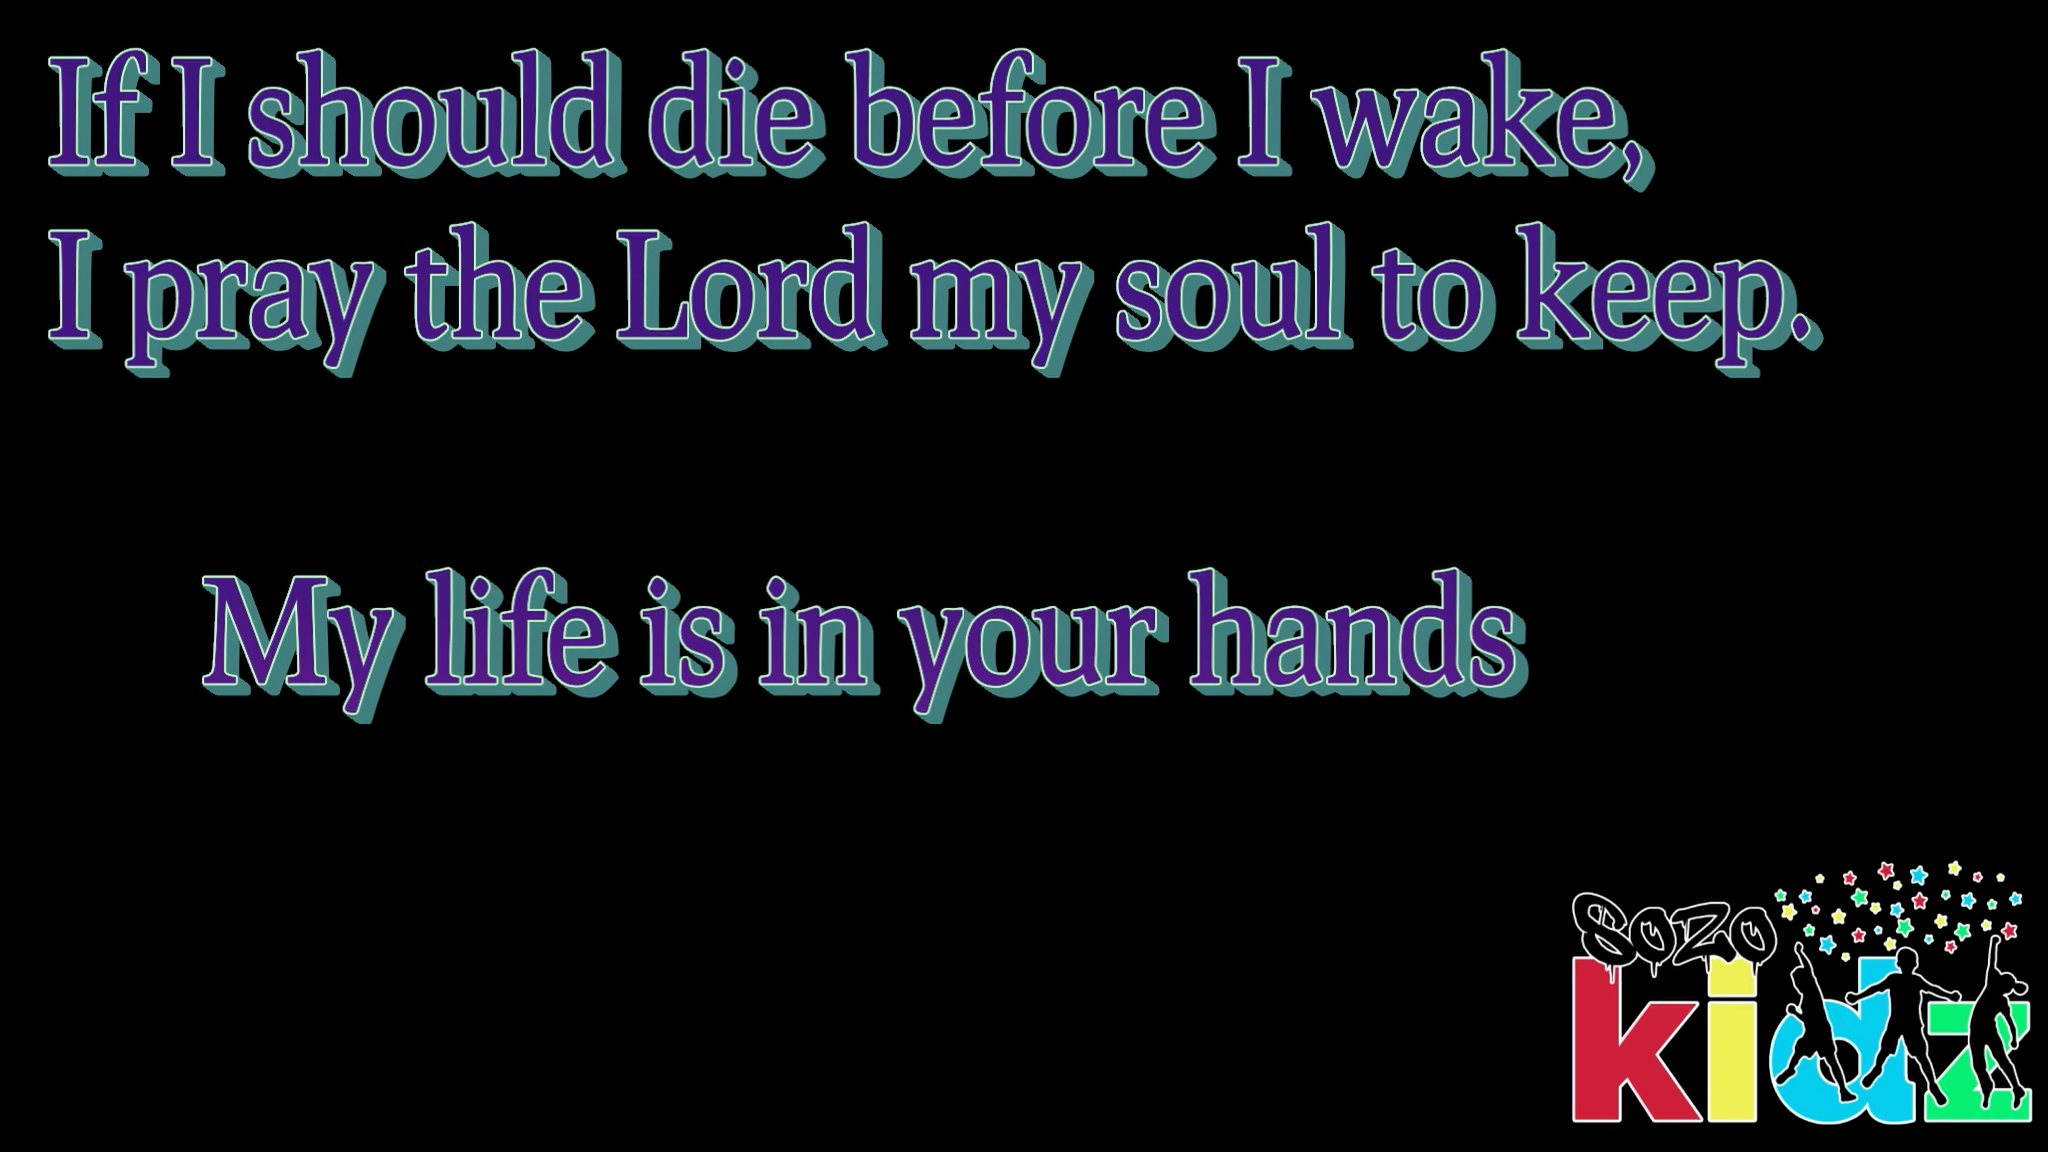 If I should die before I wake,
I pray the Lord my soul to keep.
My life is in your hands
Sozo
kidz